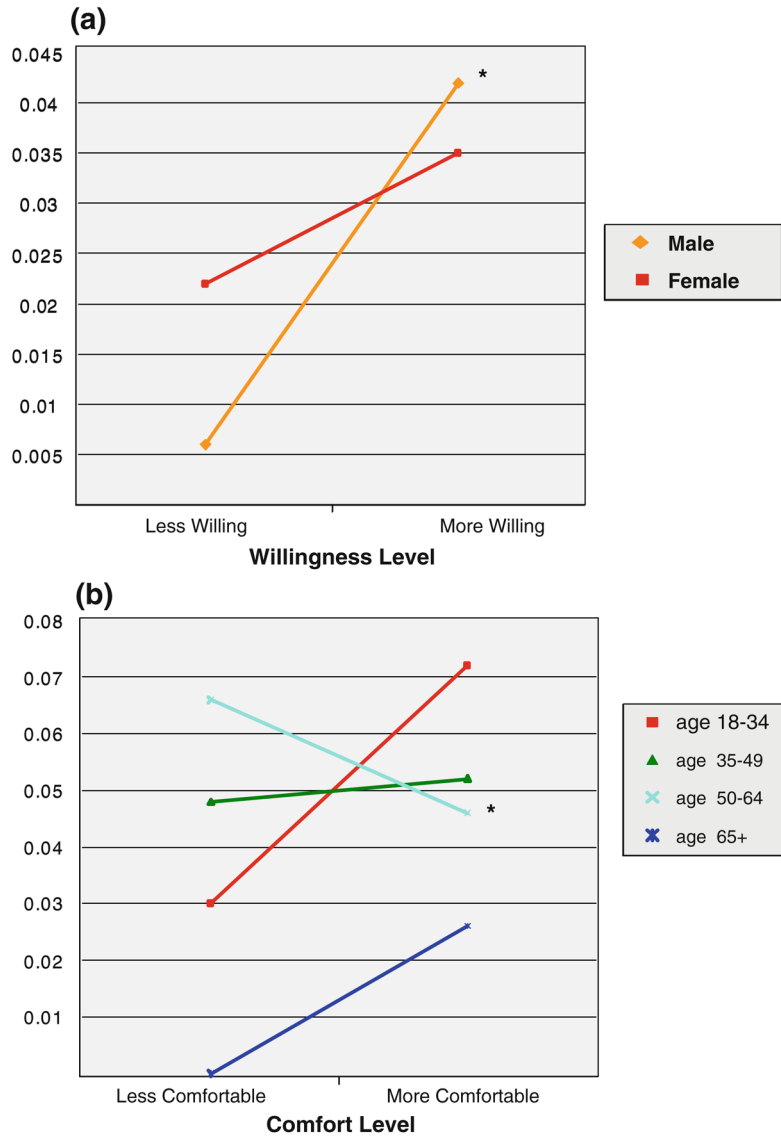 (a)
0.045
0.04
0.035
0.03
0.025
0.02
0.015
0.01
0.005
*
Less Willing More Willing
Willingness Level
Male
Female
(b)
0.08
0.07
0.06
0.05
0.04
0.03
0.02
0.01
*
Less Comfortable More Comfortable
Comfort Level
age 18-34
age 35-49
age 50-64
age 65+